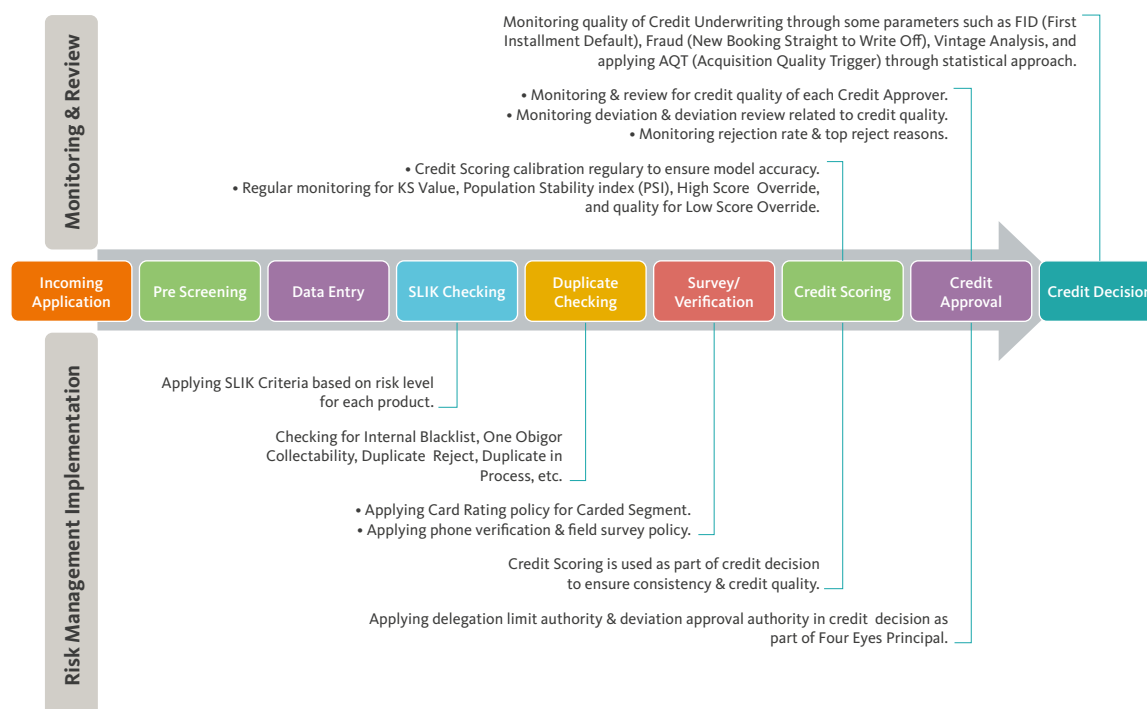 Monitoring & Review
Monitoring quality of Credit Underwriting through some parameters such as FID (First
Installment Default), Fraud (New Booking Straight to Write Off), Vintage Analysis, and
applying AQT (Acquisition Quality Trigger) through statistical approach.
• Monitoring & review for credit quality of each Credit Approver.
• Monitoring deviation & deviation review related to credit quality.
• Monitoring rejection rate & top reject reasons.
• Credit Scoring calibration regulary to ensure model accuracy.
• Regular monitoring for KS Value, Population Stability index (PSI), High Score Override,
and quality for Low Score Override.
Incoming
Application
Pre Screening
Data Entry
SLIK Checking
Duplicate
Checking
Survey/
Verification
Credit Scoring
Credit
Approval
Credit Decision
Risk Management Implementation
Applying SLIK Criteria based on risk level
for each product.
Checking for Internal Blacklist, One Obigor
Collectability, Duplicate Reject, Duplicate in
Process, etc.
• Applying Card Rating policy for Carded Segment.
• Applying phone verification & field survey policy.
Credit Scoring is used as part of credit decision
to ensure consistency & credit quality.
Applying delegation limit authority & deviation approval authority in credit decision as
part of Four Eyes Principal.